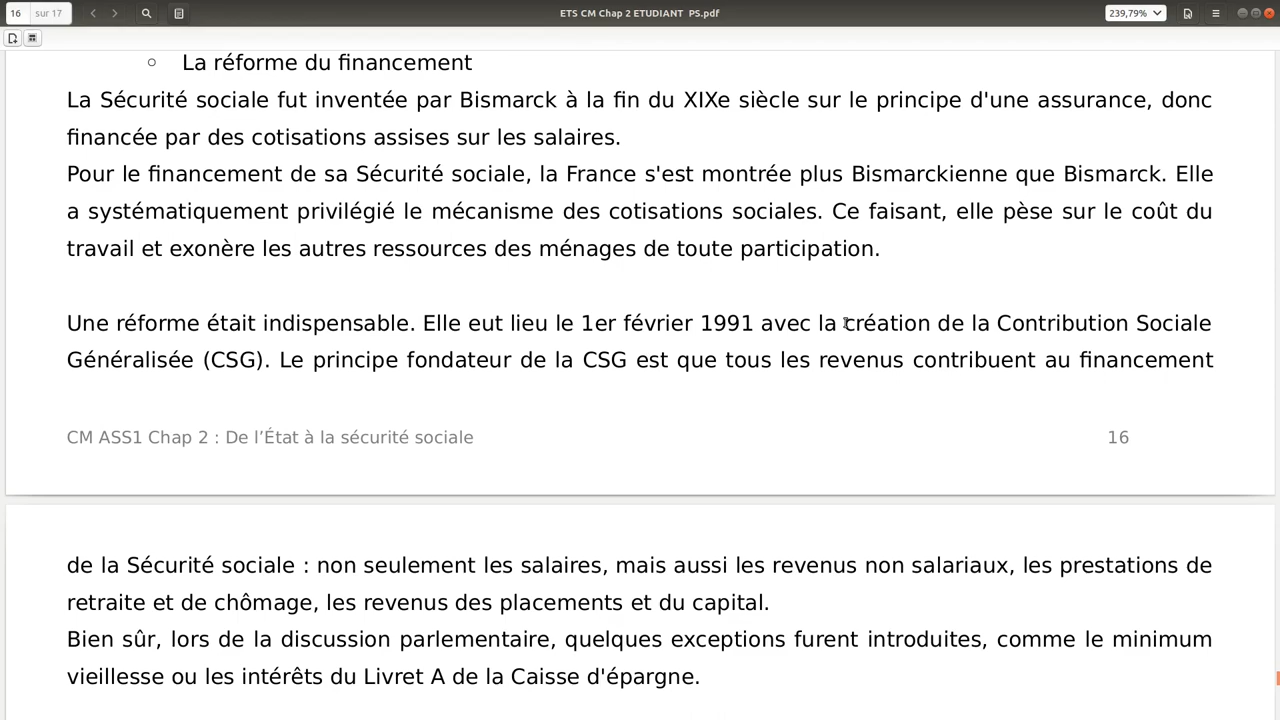 16 sur 17
ETS CM Chap 2 ETUDIANT PS.pdf
239,79%
○ La réforme du financement
La Sécurité sociale fut inventée par Bismarck à la fin du XIXe siècle sur le principe d'une assurance, donc
financée par des cotisations assises sur les salaires.
Pour le financement de sa Sécurité sociale, la France s'est montrée plus Bismarckienne que Bismarck. Elle
a systématiquement privilégié le mécanisme des cotisations sociales. Ce faisant, elle pèse sur le coût du
travail et exonère les autres ressources des ménages de toute participation.
Une réforme était indispensable. Elle eut lieu le 1er février 1991 avec la création de la Contribution Sociale
Généralisée (CSG). Le principe fondateur de la CSG est que tous les revenus contribuent au financement
CM ASS1 Chap 2 : De l’État à la sécurité sociale 16
de la Sécurité sociale : non seulement les salaires, mais aussi les revenus non salariaux, les prestations de
retraite et de chômage, les revenus des placements et du capital.
Bien sûr, lors de la discussion parlementaire, quelques exceptions furent introduites, comme le minimum
vieillesse ou les intérêts du Livret A de la Caisse d'épargne.